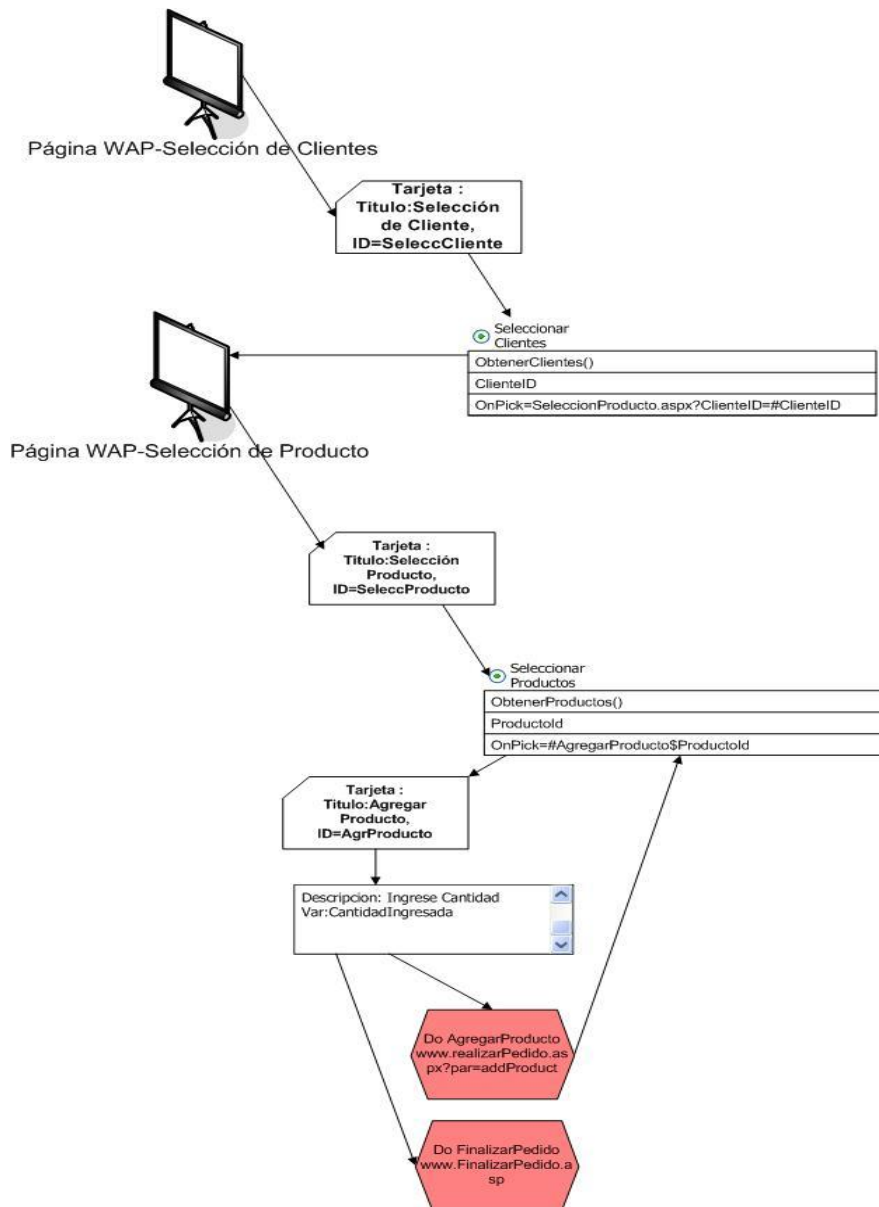 Página WAP-Selección de Clientes
Tarjeta :
Titulo:Selección
de Cliente,
ID=SeleccCliente
Seleccionar
Clientes
ObtenerClientes()
ClienteID
OnPick=SeleccionProducto.aspx?ClienteID=#ClienteID
Página WAP-Selección de Producto
Tarjeta :
Titulo:Selección
Producto,
ID=SeleccProducto
Seleccionar
Productos
ObtenerProductos()
ProductoId
OnPick=#AgregarProducto$ProductoId
Tarjeta :
Titulo:Agregar
Producto,
ID=AgrProducto
Descripcion: Ingrese Cantidad
Var:CantidadIngresada
Do AgregarProducto
www.realizarPedido.as
px?par=addProduct
Do FinalizarPedido
www.FinalizarPedido.a
sp